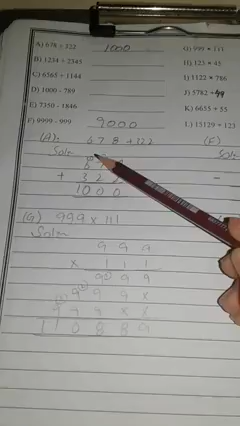 A) 678 + 322 1000
B) 1234 + 2345
C) 6565 + 1144
D) 1000 - 789
E) 7350 - 1846
F) 9999 - 999 9000
G) 999 × 111
H) 123 × 45
I) 1122 × 786
J) 5782 ÷ 49
K) 6655 ÷ 55
L) 15129 ÷ 123
(A):- 678 + 322 (F)
Soln
+ 3 2
1 0 0 0
(G) 999 × 111
Soln
9 9 9
× 1 1 1
9 9 9
9 9 9 ×
9 9 9 × ×
1 1 0 8 8 9